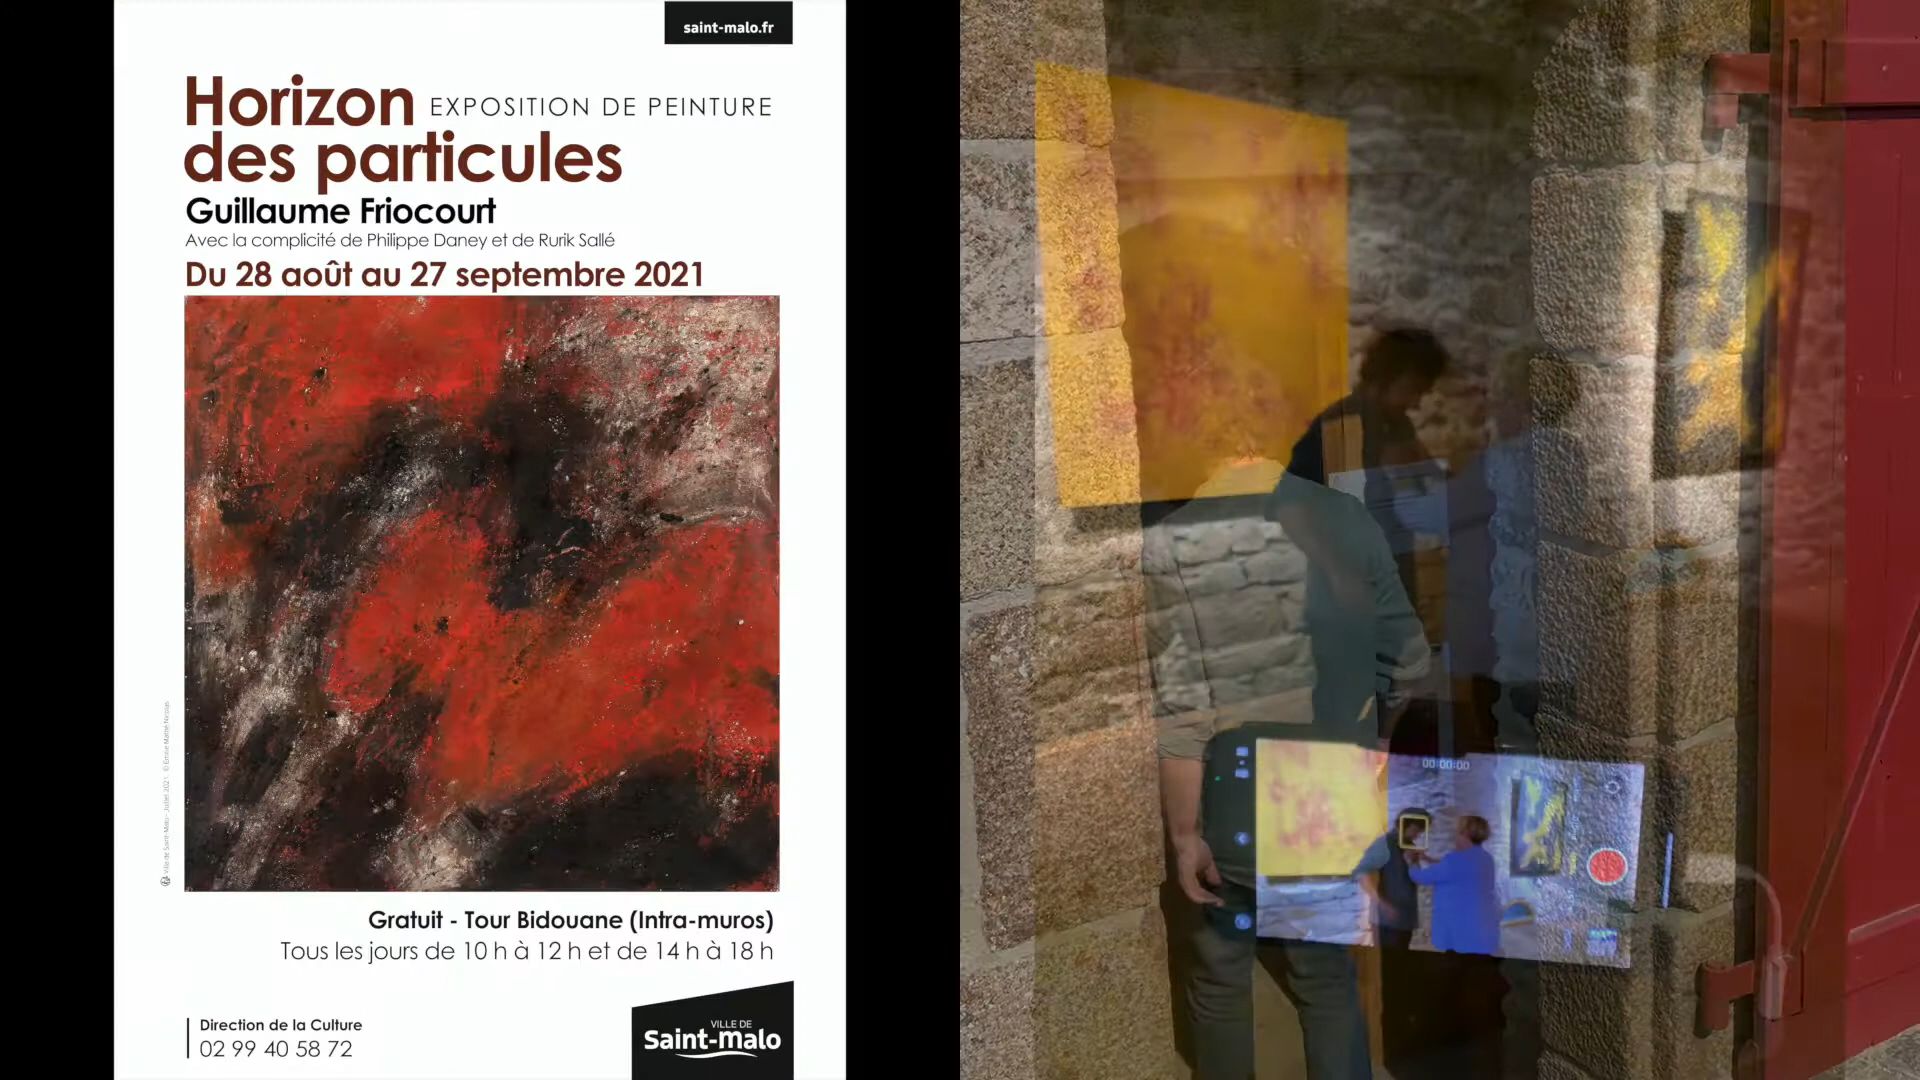 saint-malo.fr
Horizon EXPOSITION DE PEINTURE
des particules
Guillaume Friocourt
Avec la complicité de Philippe Daney et de Rurik Sallé
Du 28 août au 27 septembre 2021
Gratuit - Tour Bidouane (Intra-muros)
Tous les jours de 10 h à 12 h et de 14 h à 18 h
Direction de la Culture
02 99 40 58 72
VILLE DE
Saint-malo
00:00:00